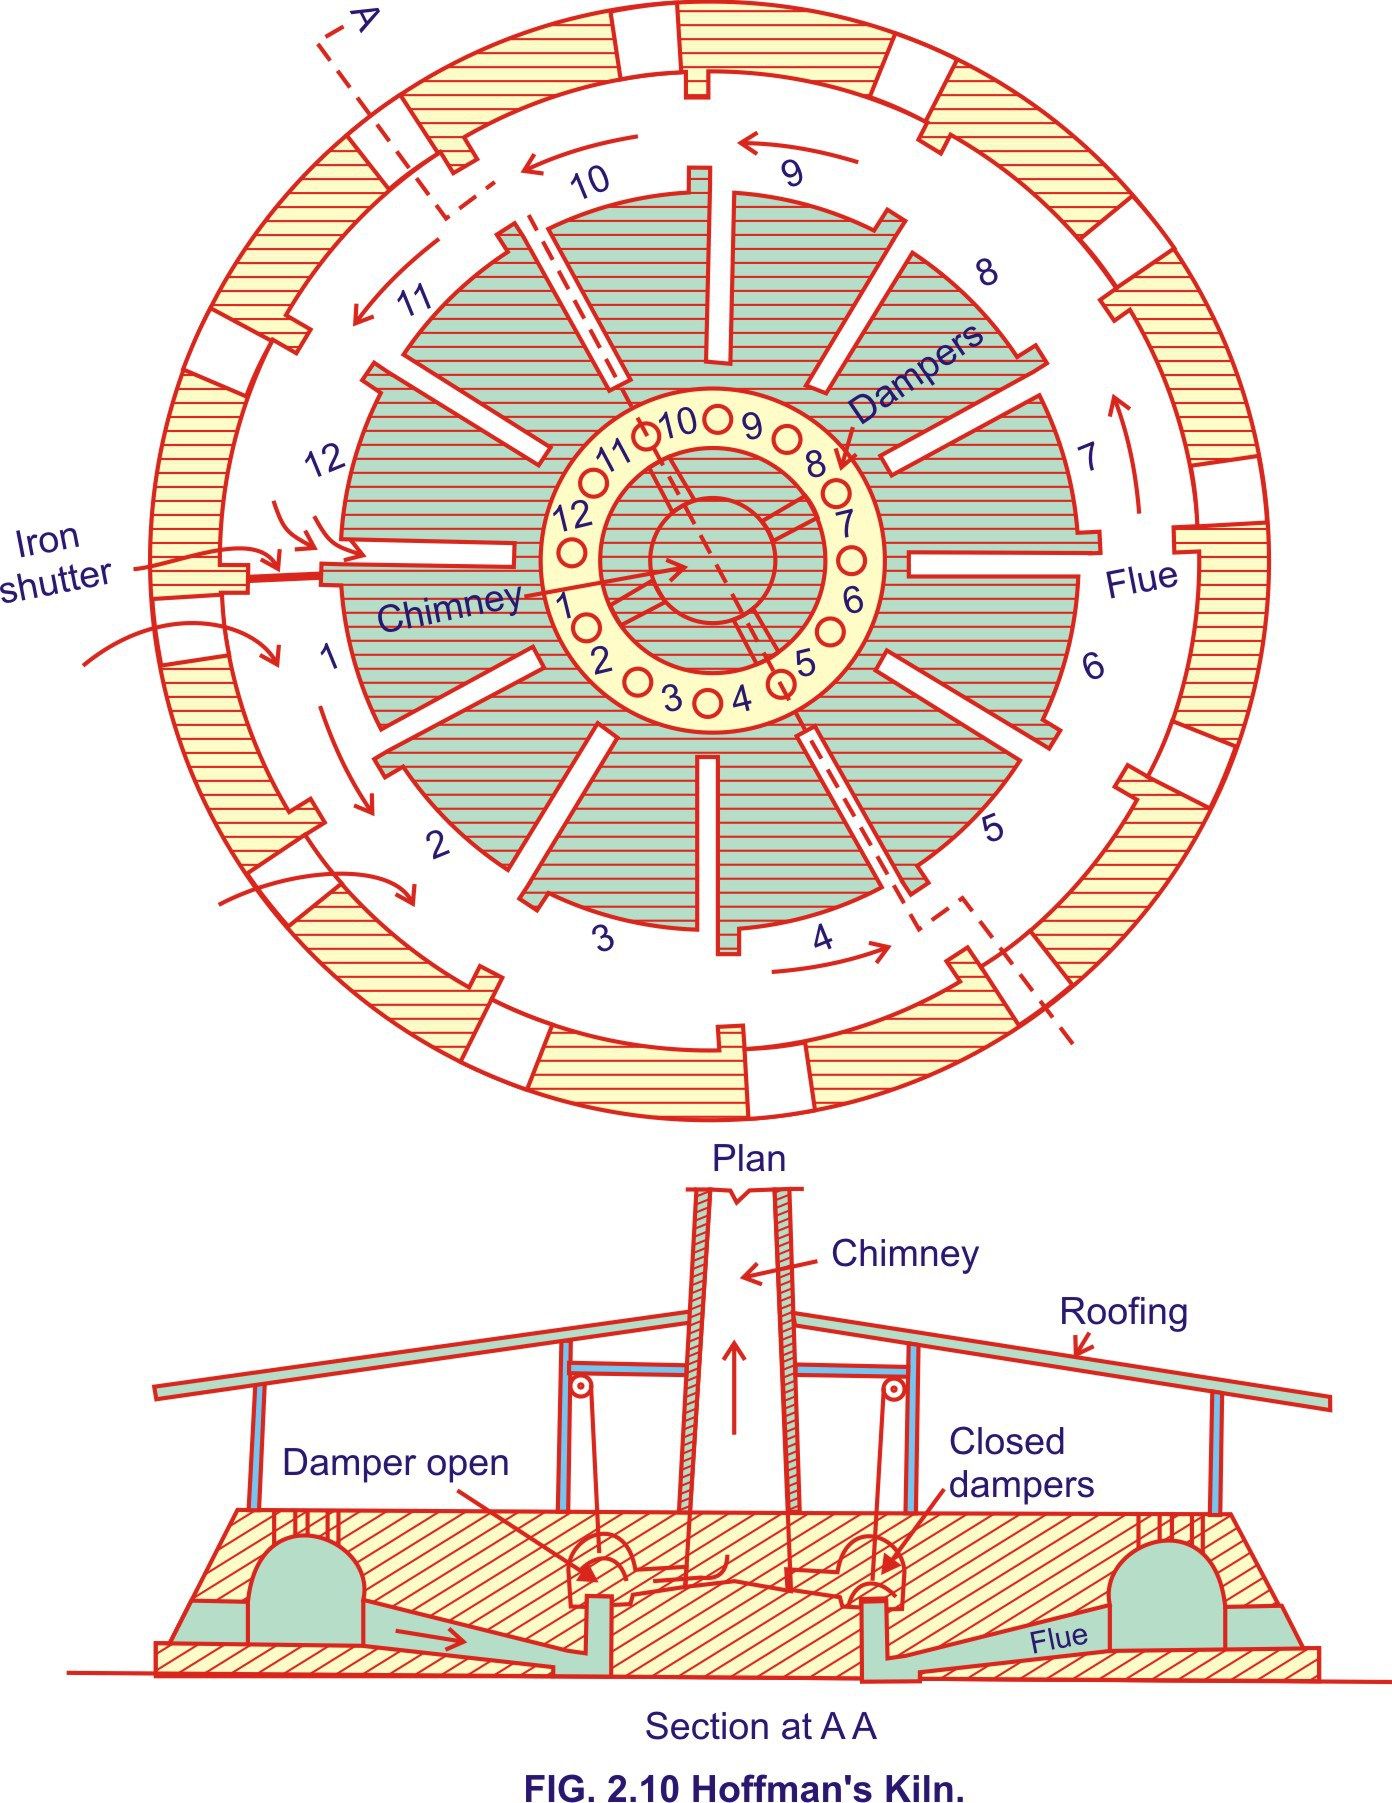 A
10
9
11
8
12
7
Dampers
10
9
11
8
12
7
Iron
shutter
Chimney
Flue
1
6
1
2
3
4
5
6
2
5
3
4
Plan
Chimney
Roofing
Damper open
Closed
dampers
Flue
Section at A A
FIG. 2.10 Hoffman's Kiln.